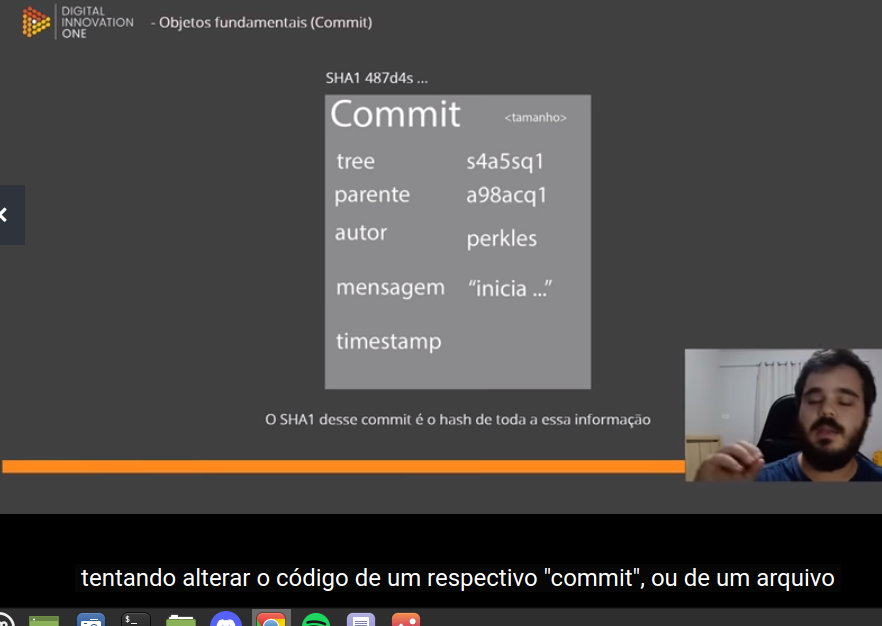 DIGITAL
INNOVATION
ONE
- Objetos fundamentais (Commit)
SHA1 487d4s ...
Commit <tamanho>
tree s4a5sq1
parente a98acq1
autor perkles
mensagem “inicia ...”
timestamp
O SHA1 desse commit é o hash de toda a essa informação
tentando alterar o código de um respectivo "commit", ou de um arquivo